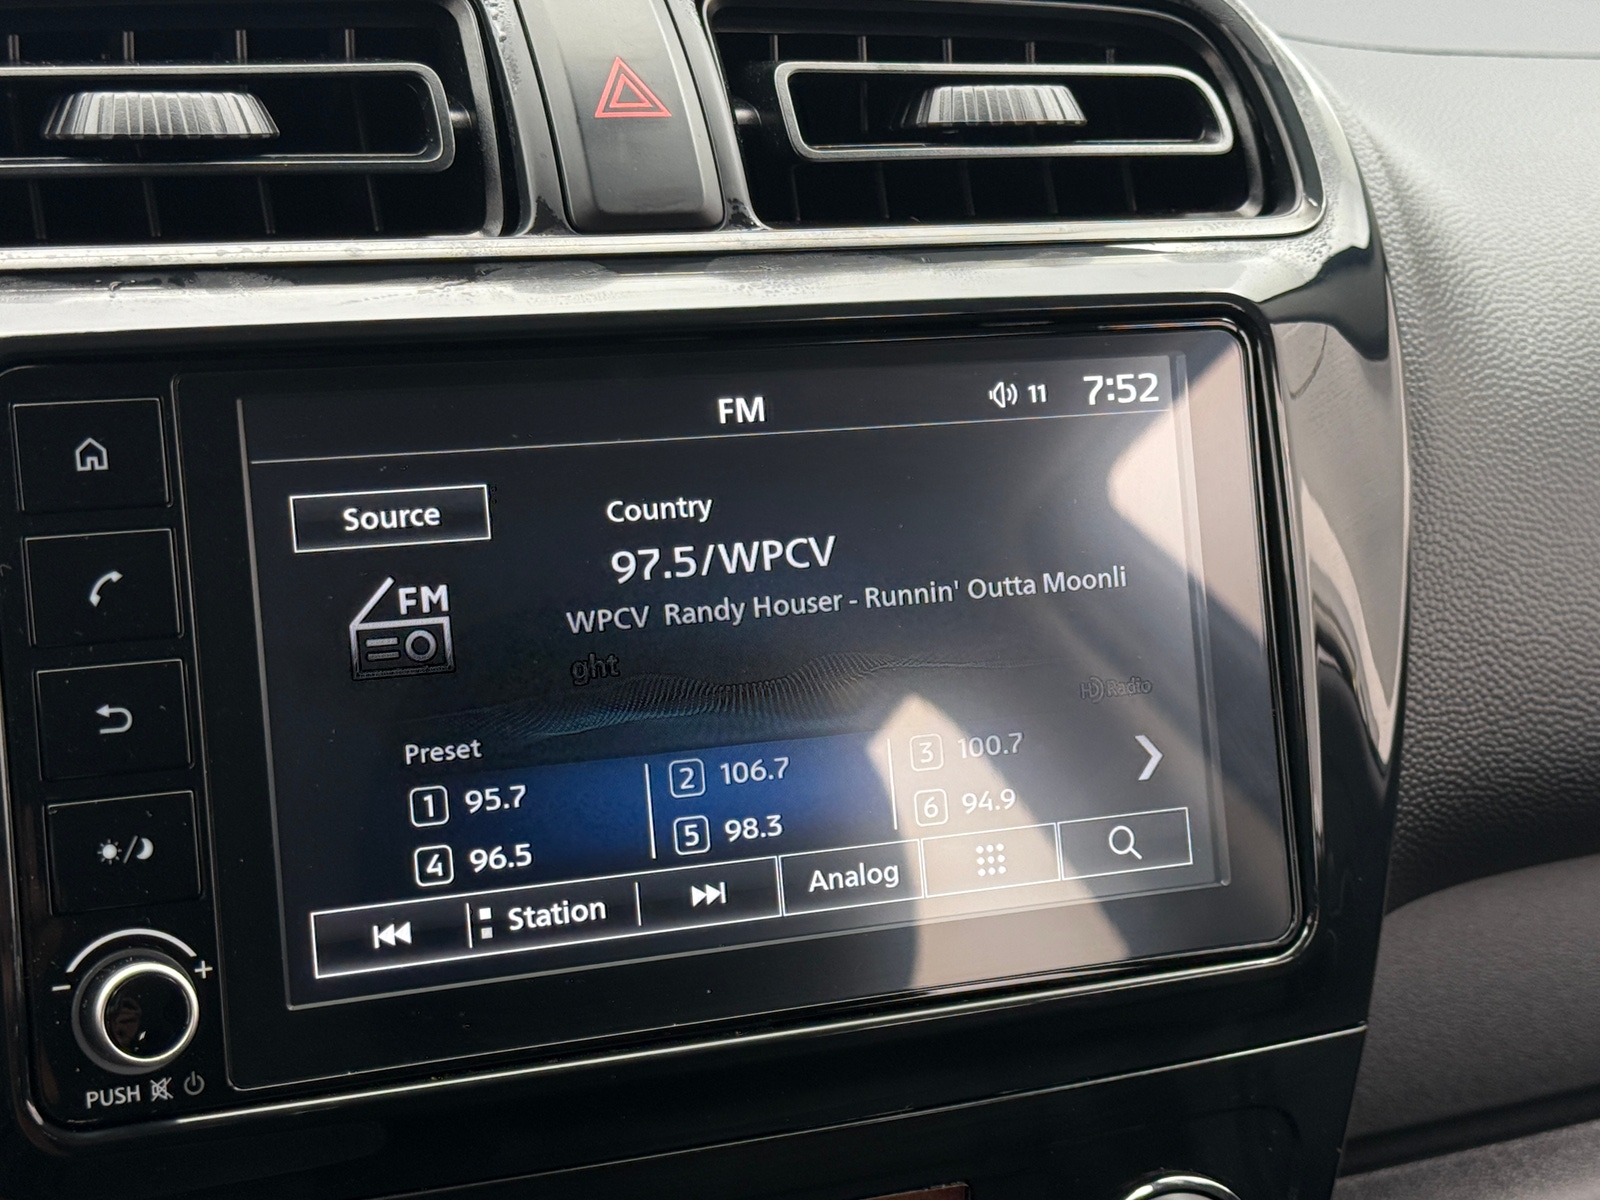 FM
11
7:52
Source
Country
97.5/WPCV
WPCV Randy Houser - Runnin' Outta Moonli
ght
FM
HD Radio
Preset
1 95.7
2 106.7
3 100.7
4 96.5
5 98.3
6 94.9
Station
Analog
- +
PUSH